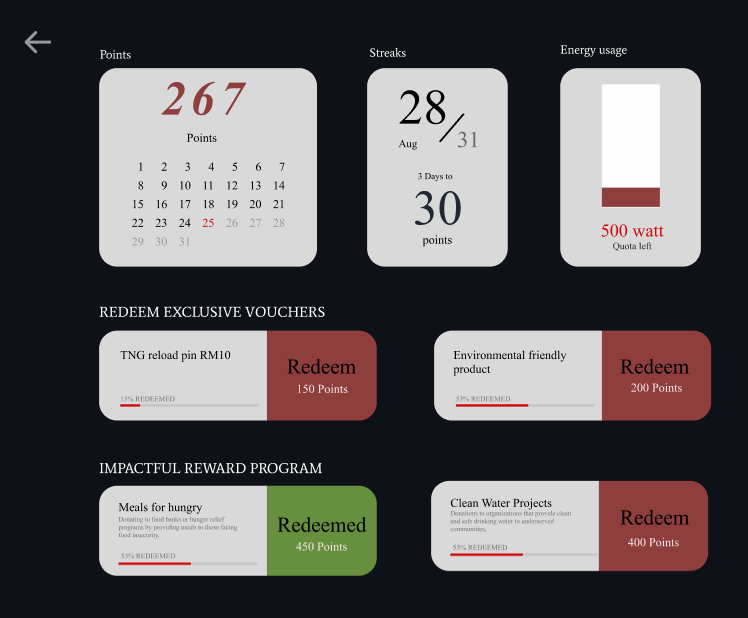 Points
Streaks
Energy usage
267
Points
1 2 3 4 5 6 7
8 9 10 11 12 13 14
15 16 17 18 19 20 21
22 23 24 25 26 27 28
29 30 31
28/31
Aug
3 Days to
30
points
500 watt
Quota left
REDEEM EXCLUSIVE VOUCHERS
TNG reload pin RM10
15% REDEEMED
Redeem
150 Points
Environmental friendly
product
53% REDEEMED
Redeem
200 Points
IMPACTFUL REWARD PROGRAM
Meals for hungry
Donating to food banks or hunger relief
programs by providing meals to those facing
food insecurity.
53% REDEEMED
Redeemed
450 Points
Clean Water Projects
Donations to organizations that provide clean
and safe drinking water to underserved
communities,
53% REDEEMED
Redeem
400 Points